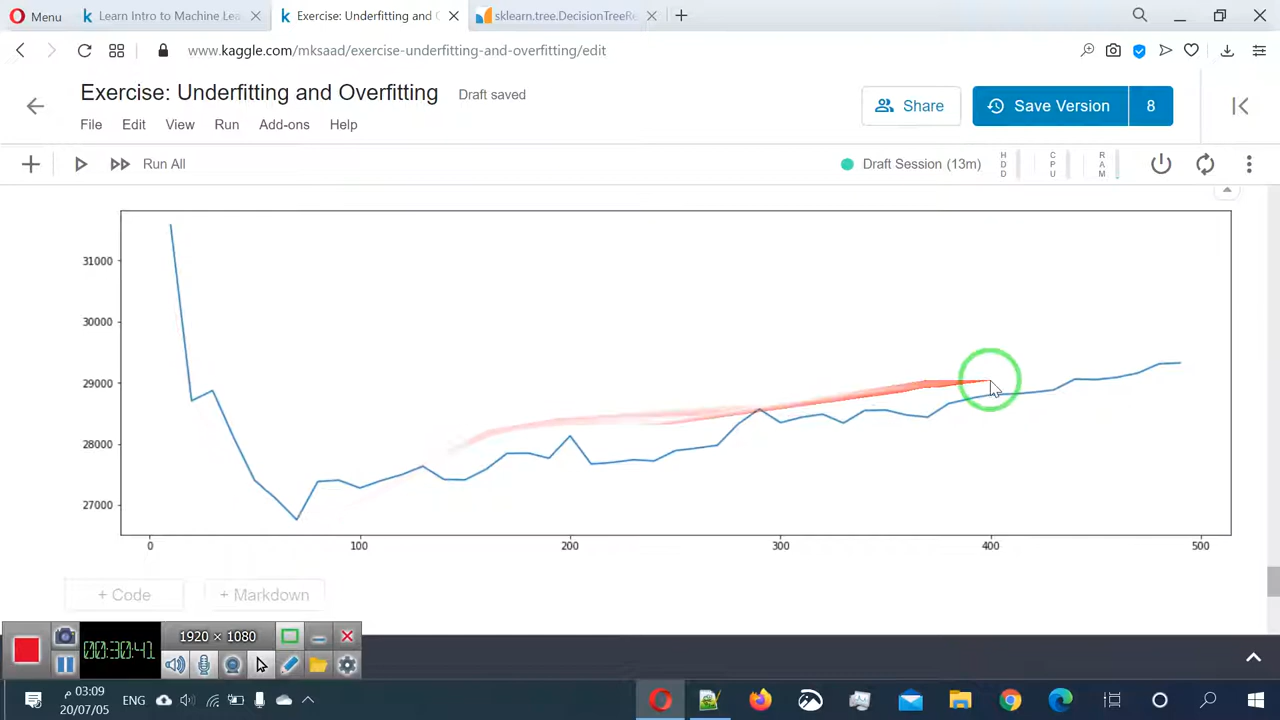 Menu
Learn Intro to Machine Lea
Exercise: Underfitting and O
sklearn.tree.DecisionTreeRe
www.kaggle.com/mksaad/exercise-underfitting-and-overfitting/edit
Exercise: Underfitting and Overfitting
Draft saved
File Edit View Run Add-ons Help
Share
Save Version 8
Run All
Draft Session (13m)
HDD
CPU
RAM
31000
30000
29000
28000
27000
0 100 200 300 400 500
+ Code
+ Markdown
00:30:41
1920 × 1080
ENG
03:09 م
20/07/05